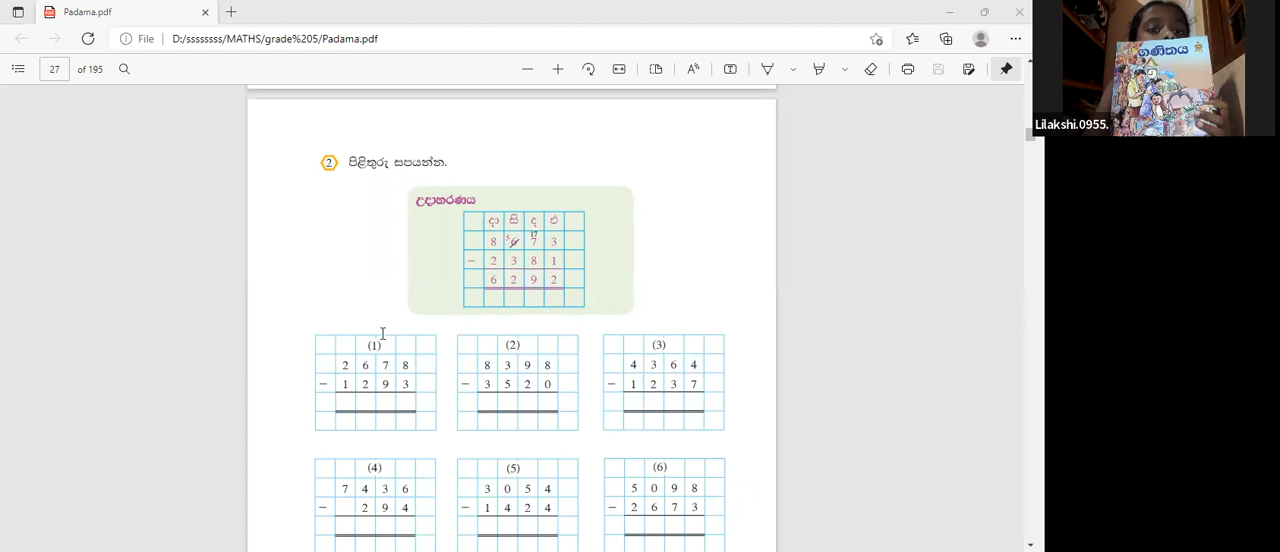 Padama.pdf
File D:/ssssssss/MATHS/grade%205/Padama.pdf
27 of 195
ගණිතය
Lilakshi.0955.
2 පිළිතුරු සපයන්න.
උදාහරණය
දා සි ද එ
5 17
8 6 7 3
− 2 3 8 1
6 2 9 2
(1) (2) (3)
2 6 7 8 8 3 9 8 4 3 6 4
− 1 2 9 3 − 3 5 2 0 − 1 2 3 7
(4) (5) (6)
7 4 3 6 3 0 5 4 5 0 9 8
− 2 9 4 − 1 4 2 4 − 2 6 7 3